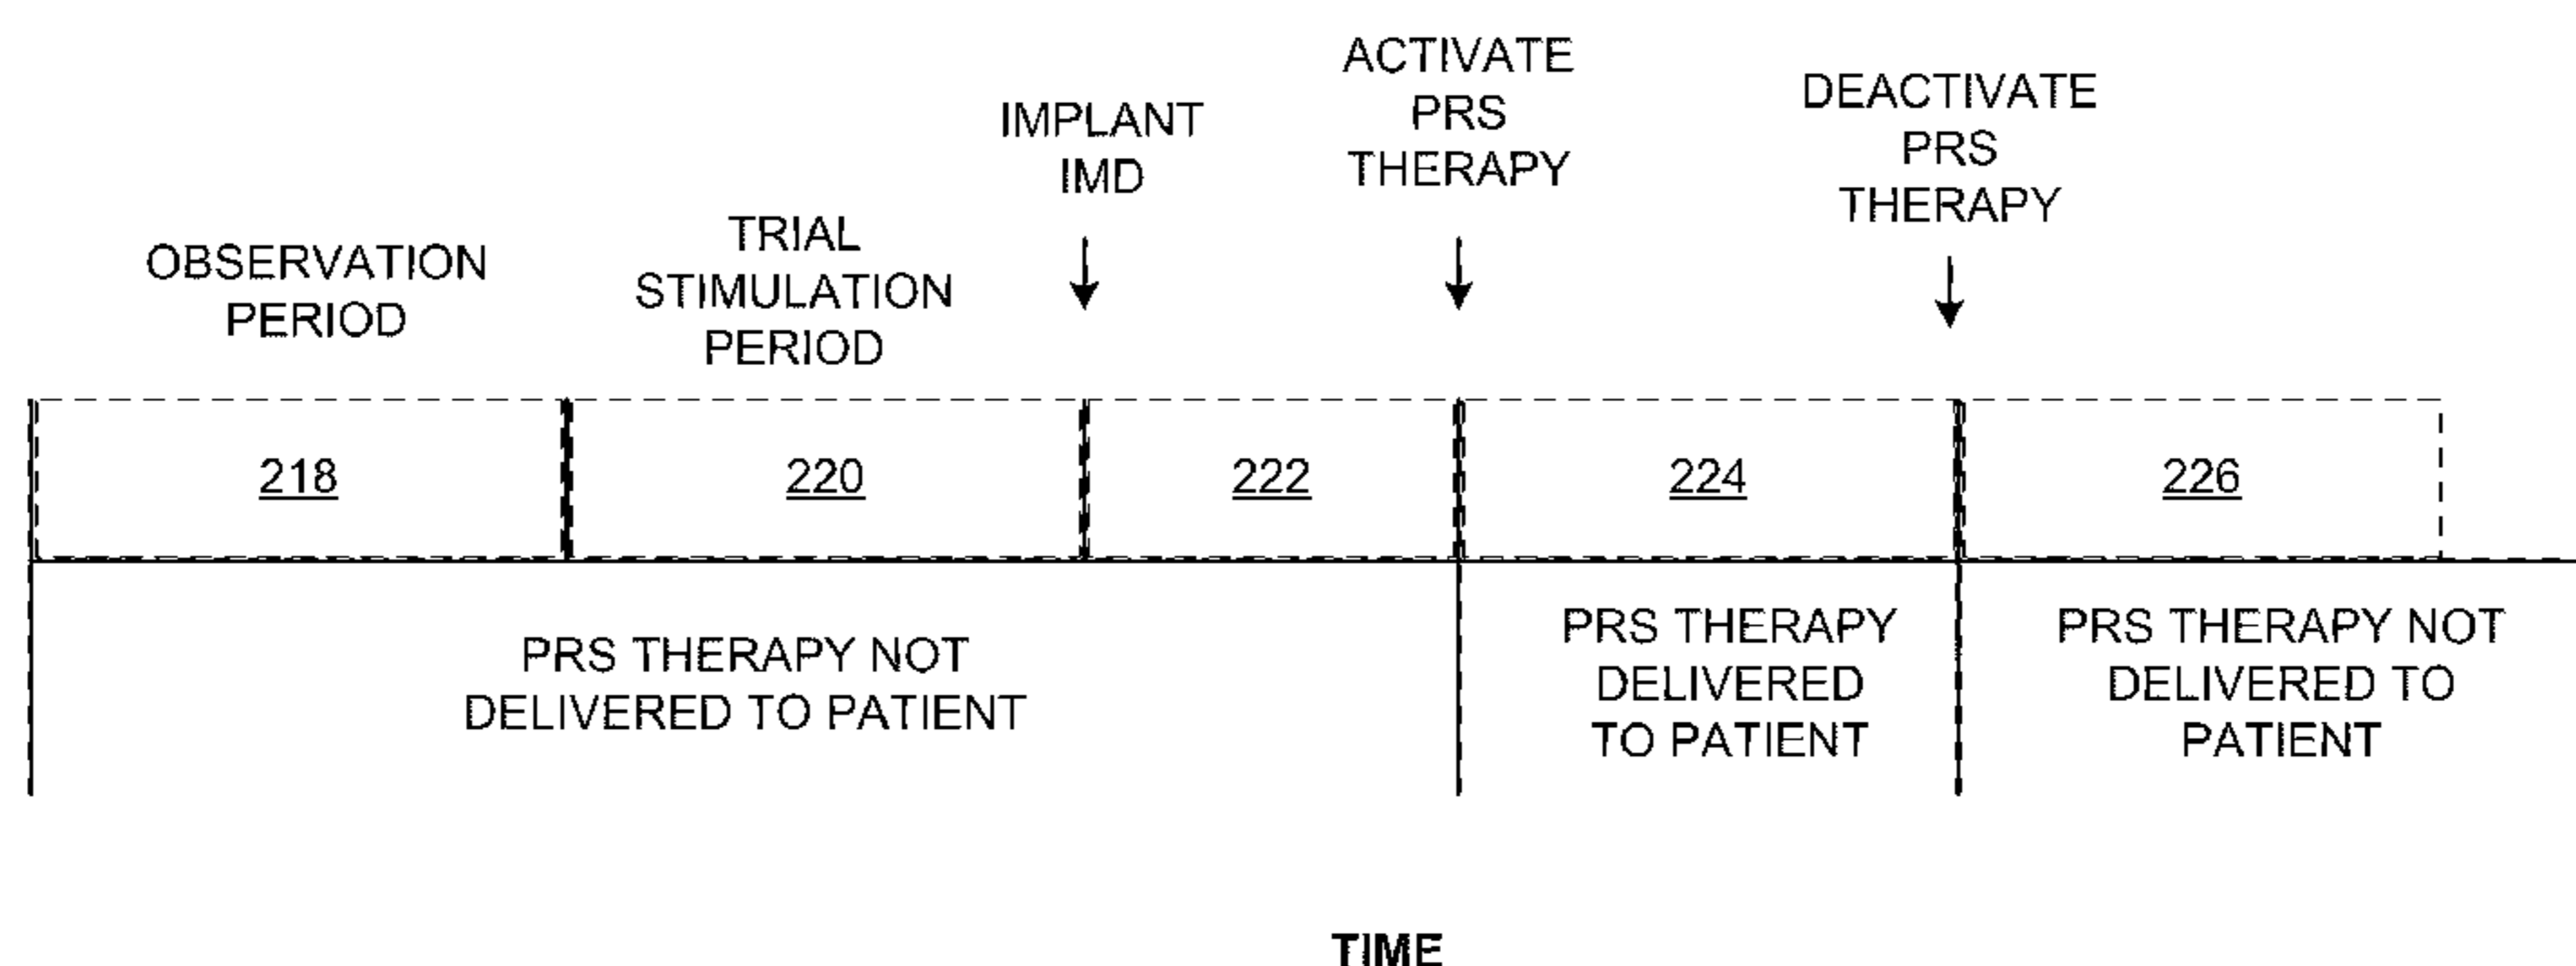 OBSERVATION
PERIOD
TRIAL
STIMULATION
PERIOD
IMPLANT
IMD
ACTIVATE
PRS
THERAPY
DEACTIVATE
PRS
THERAPY
218
220
222
224
226
PRS THERAPY NOT
DELIVERED TO PATIENT
PRS THERAPY
DELIVERED
TO PATIENT
PRS THERAPY NOT
DELIVERED TO
PATIENT
TIME